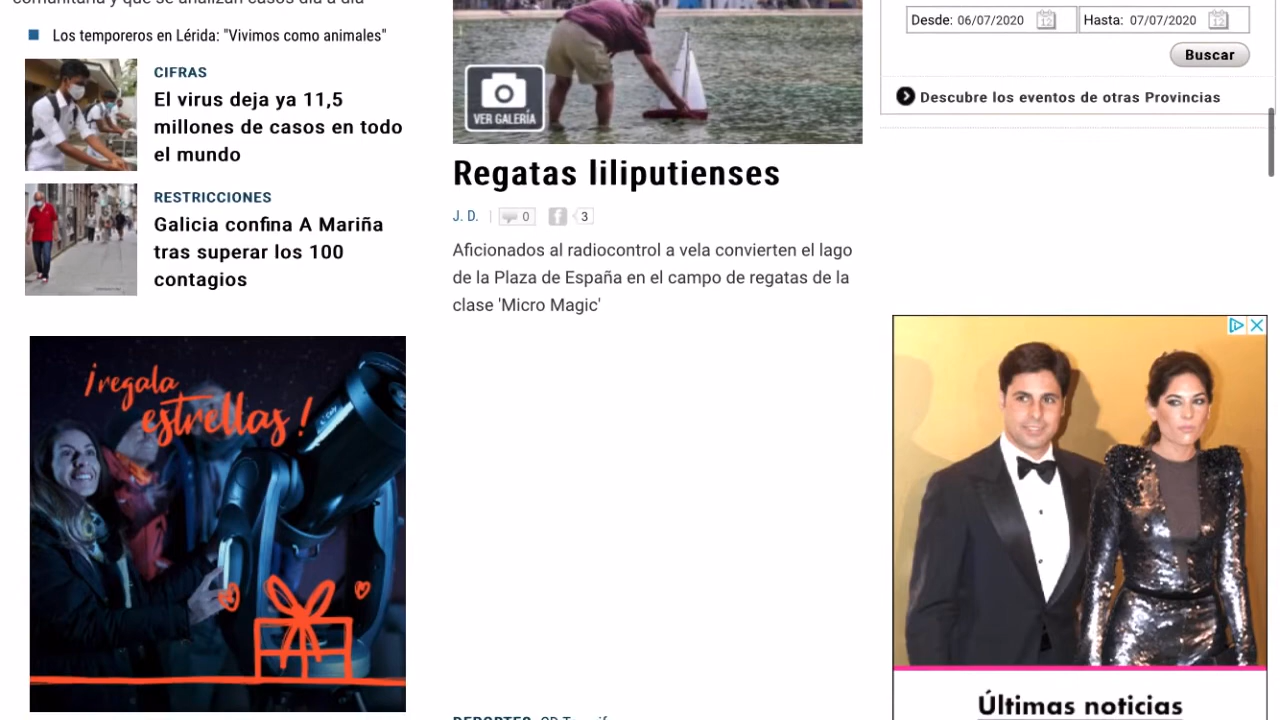 Los temporeros en Lérida: "Vivimos como animales"
CIFRAS
El virus deja ya 11,5
millones de casos en todo
el mundo
RESTRICCIONES
Galicia confina A Mariña
tras superar los 100
contagios
¡regala
estrellas!
VER GALERÍA
Regatas liliputienses
J. D. | 0 3
Aficionados al radiocontrol a vela convierten el lago
de la Plaza de España en el campo de regatas de la
clase 'Micro Magic'
Desde: 06/07/2020 12 Hasta: 07/07/2020 12
Buscar
Descubre los eventos de otras Provincias
Últimas noticias